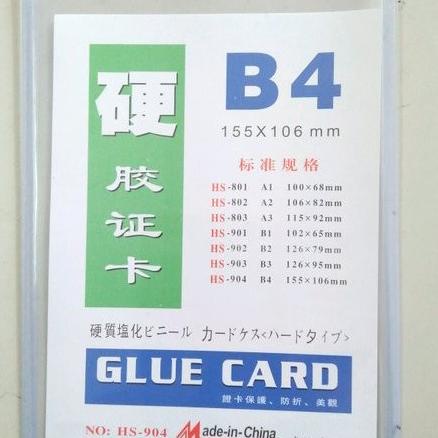 硬胶证卡
B4
155X106 mm
标准规格
HS-801 A1 100×68mm
HS-802 A2 106×82mm
HS-803 A3 115×92mm
HS-901 B1 102×65mm
HS-902 B2 126×79mm
HS-903 B3 126×95mm
HS-904 B4 155×106mm
硬質塩化ビニール カードケス<ハードタイプ>
GLUE CARD
證卡保護、防折、美觀
NO: HS-904 Made-in-China